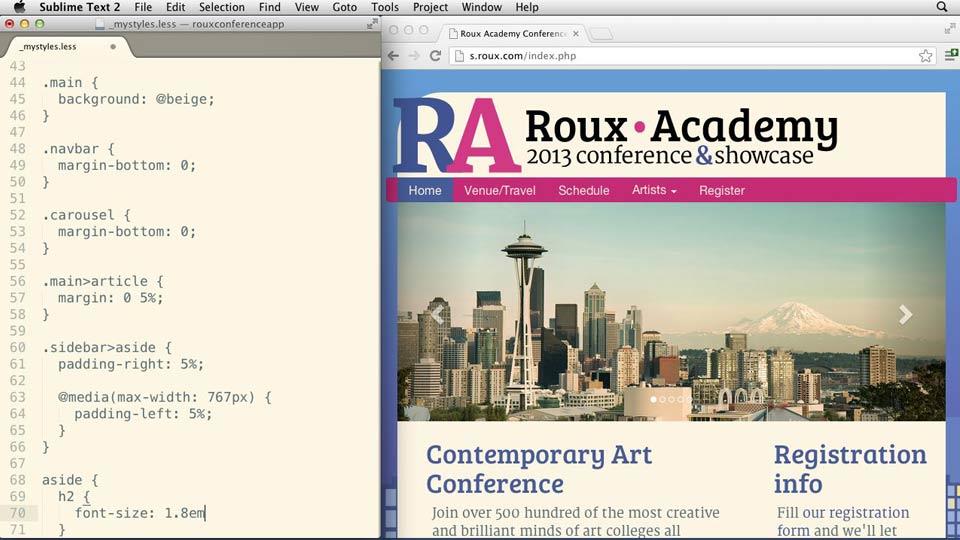 Sublime Text 2 File Edit Selection Find View Goto Tools Project Window Help
_mystyles.less — rouxconferenceapp
_mystyles.less
43
44 .main {
45 background: @beige;
46 }
47
48 .navbar {
49 margin-bottom: 0;
50 }
51
52 .carousel {
53 margin-bottom: 0;
54 }
55
56 .main>article {
57 margin: 0 5%;
58 }
59
60 .sidebar>aside {
61 padding-right: 5%;
62
63 @media(max-width: 767px) {
64 padding-left: 5%;
65 }
66 }
67
68 aside {
69 h2 {
70 font-size: 1.8em
71 }
Roux Academy Conference
s.roux.com/index.php
RA
Roux•Academy
2013 conference & showcase
Home Venue/Travel Schedule Artists Register
Contemporary Art
Conference
Join over 500 hundred of the most creative
and brilliant minds of art colleges all
Registration
info
Fill our registration
form and we'll let